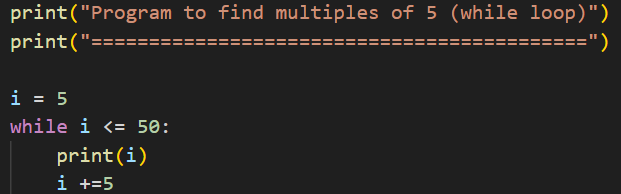 print("Program to find multiples of 5 (while loop)")
print("===========================================")
i = 5
while i <= 50:
    print(i)
    i +=5